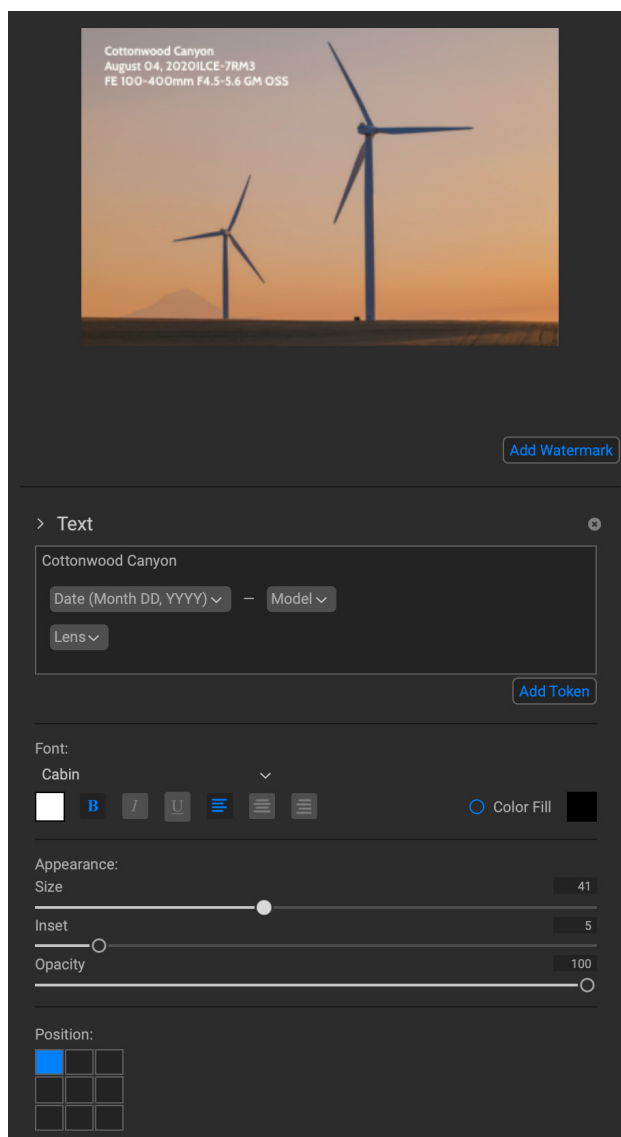 Cottonwood Canyon
August 04, 2020ILCE-7RM3
FE 100-400mm F4.5-5.6 GM OSS
Add Watermark
Text
Cottonwood Canyon
Date (Month DD, YYYY) — Model
Lens
Add Token
Font:
Cabin
B I U Color Fill
Appearance:
Size 41
Inset 5
Opacity 100
Position: